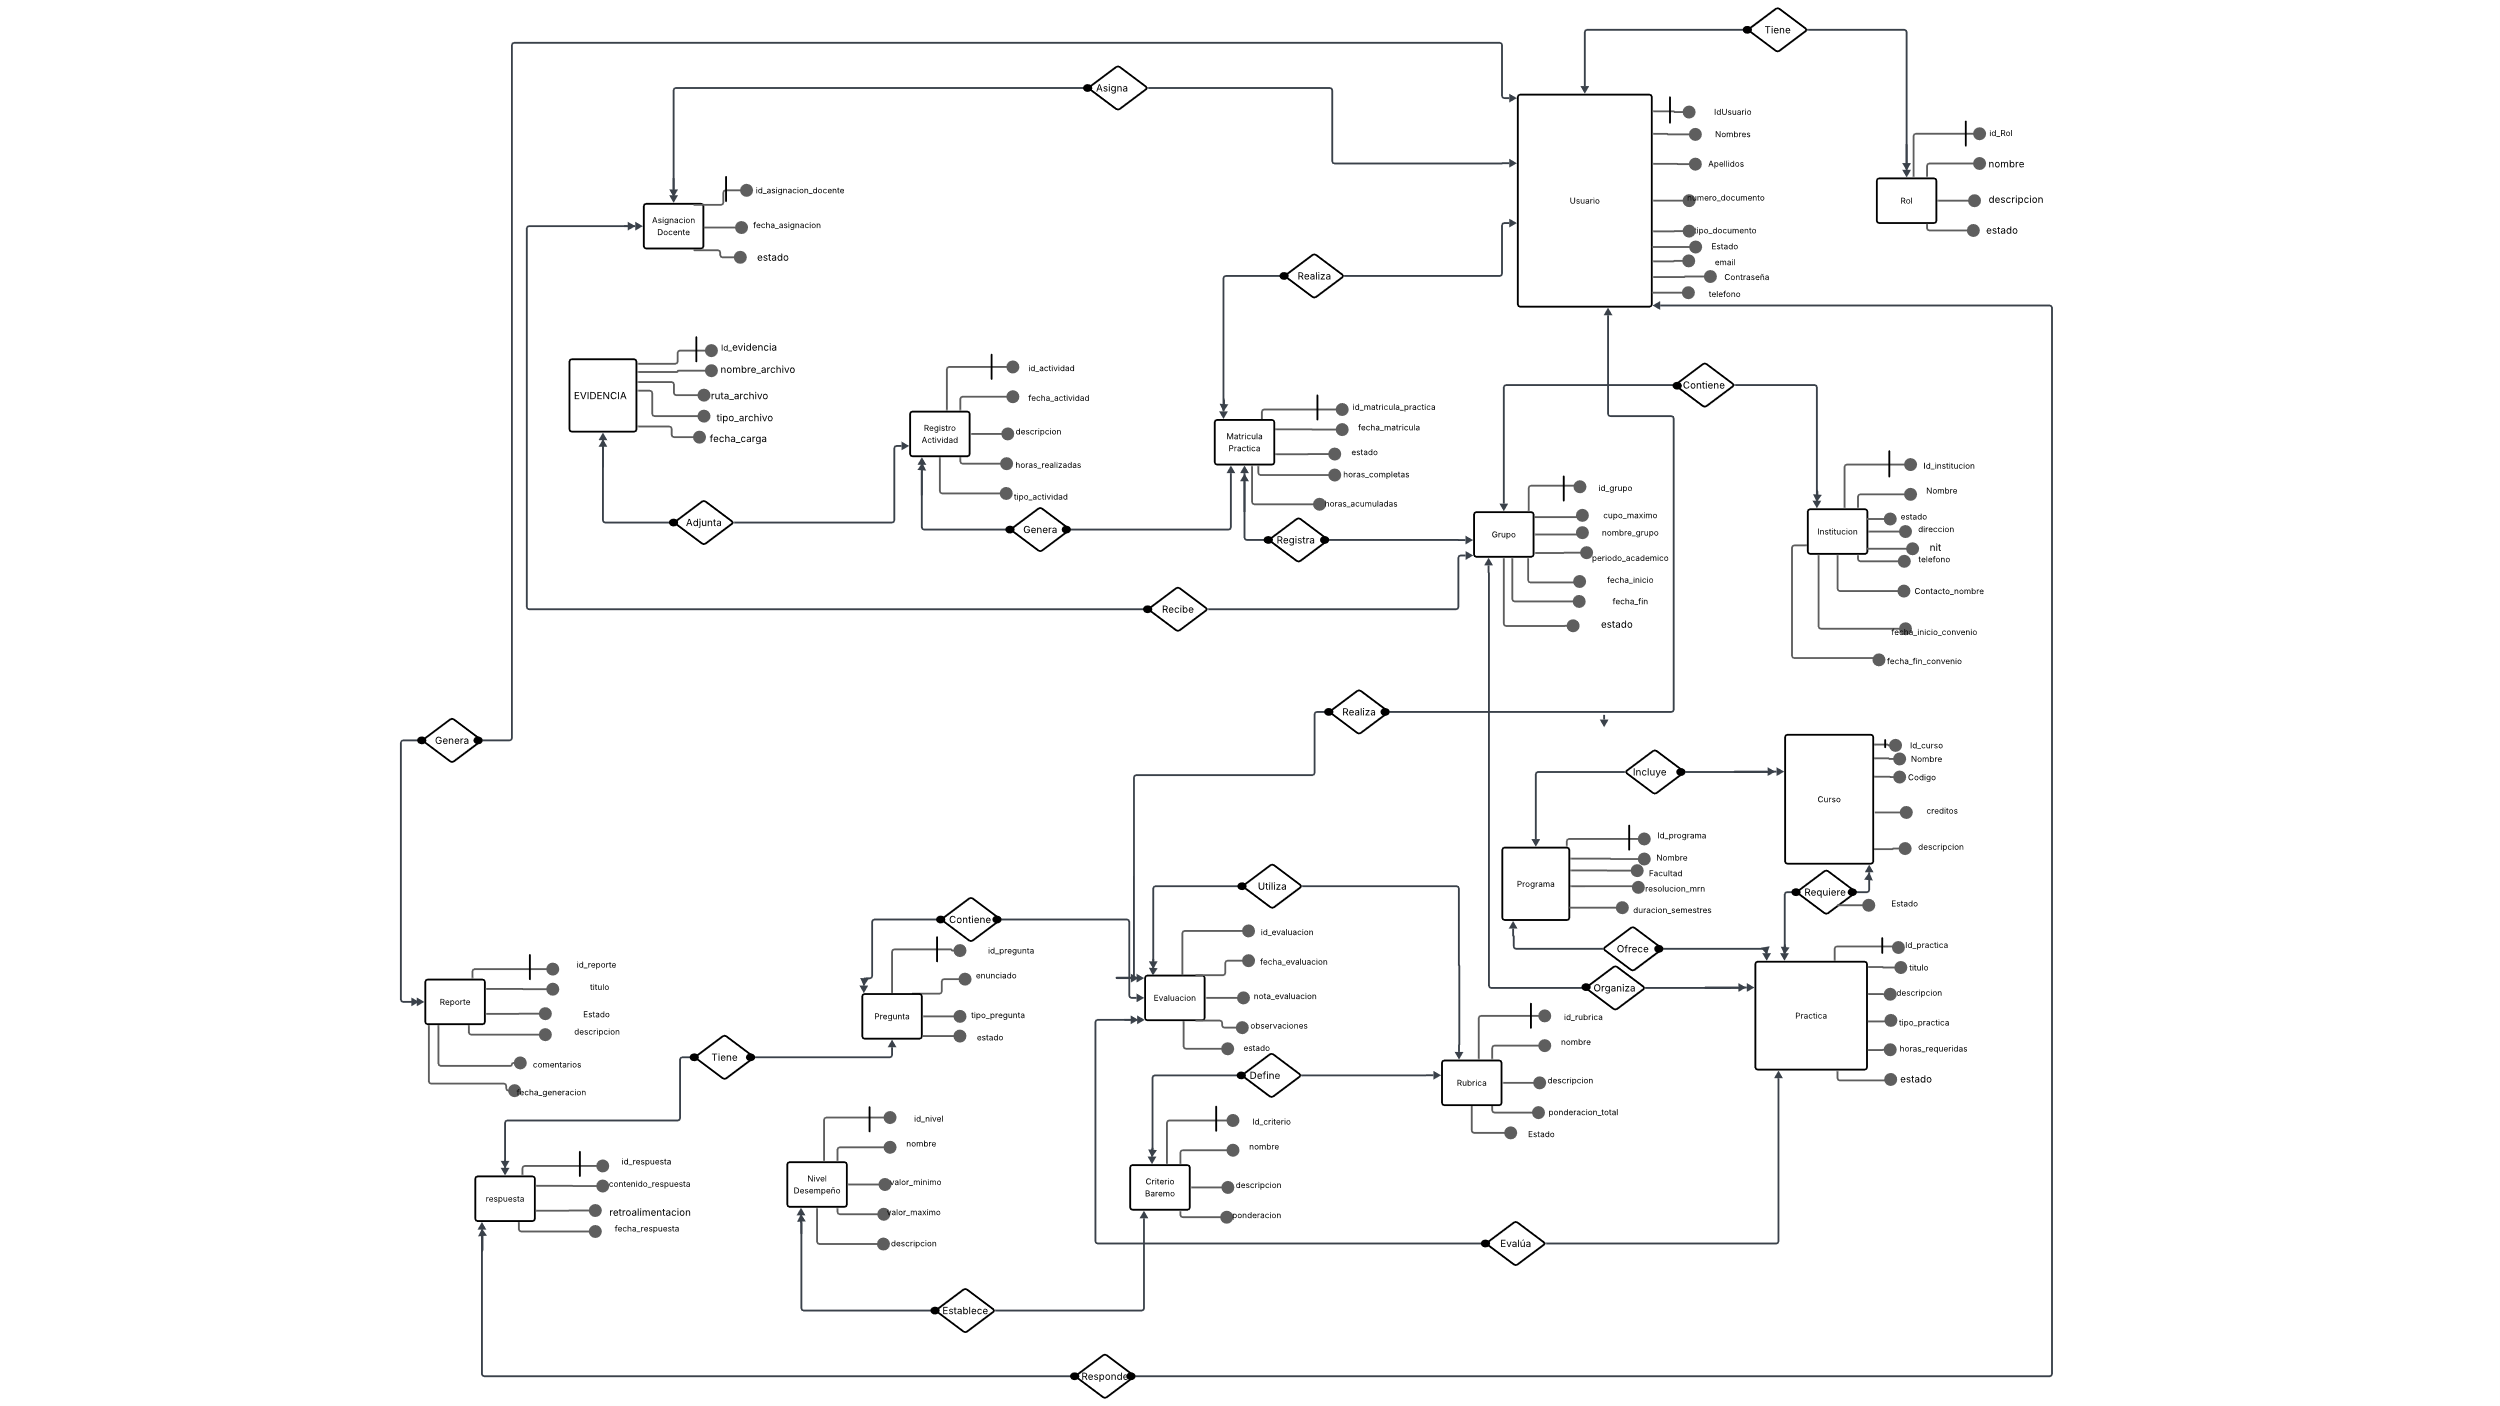 Tiene
Asigna
Usuario
IdUsuario
Nombres
Apellidos
numero_documento
tipo_documento
Estado
email
Contraseña
telefono
Rol
id_Rol
nombre
descripcion
estado
Asignacion
Docente
id_asignacion_docente
fecha_asignacion
estado
Realiza
EVIDENCIA
Id_evidencia
nombre_archivo
ruta_archivo
tipo_archivo
fecha_carga
Registro
Actividad
id_actividad
fecha_actividad
descripcion
horas_realizadas
tipo_actividad
Matricula
Practica
id_matricula_practica
fecha_matricula
estado
horas_completas
horas_acumuladas
Contiene
Adjunta
Genera
Registra
Grupo
id_grupo
cupo_maximo
nombre_grupo
periodo_academico
fecha_inicio
fecha_fin
estado
Institucion
Id_institucion
Nombre
estado
direccion
nit
telefono
Contacto_nombre
fecha_inicio_convenio
fecha_fin_convenio
Recibe
Genera
Realiza
Incluye
Curso
Id_curso
Nombre
Codigo
creditos
descripcion
Programa
Id_programa
Nombre
Facultad
resolucion_mrn
duracion_semestres
Requiere
Estado
Utiliza
Contiene
Ofrece
Organiza
Practica
Id_practica
titulo
descripcion
tipo_practica
horas_requeridas
estado
Reporte
id_reporte
titulo
Estado
descripcion
comentarios
fecha_generacion
Pregunta
id_pregunta
enunciado
tipo_pregunta
estado
Evaluacion
id_evaluacion
fecha_evaluacion
nota_evaluacion
observaciones
estado
Tiene
Define
Rubrica
id_rubrica
nombre
descripcion
ponderacion_total
Estado
respuesta
id_respuesta
contenido_respuesta
retroalimentacion
fecha_respuesta
Nivel
Desempeño
id_nivel
nombre
valor_minimo
valor_maximo
descripcion
Criterio
Baremo
Id_criterio
nombre
descripcion
ponderacion
Evalúa
Establece
Responde